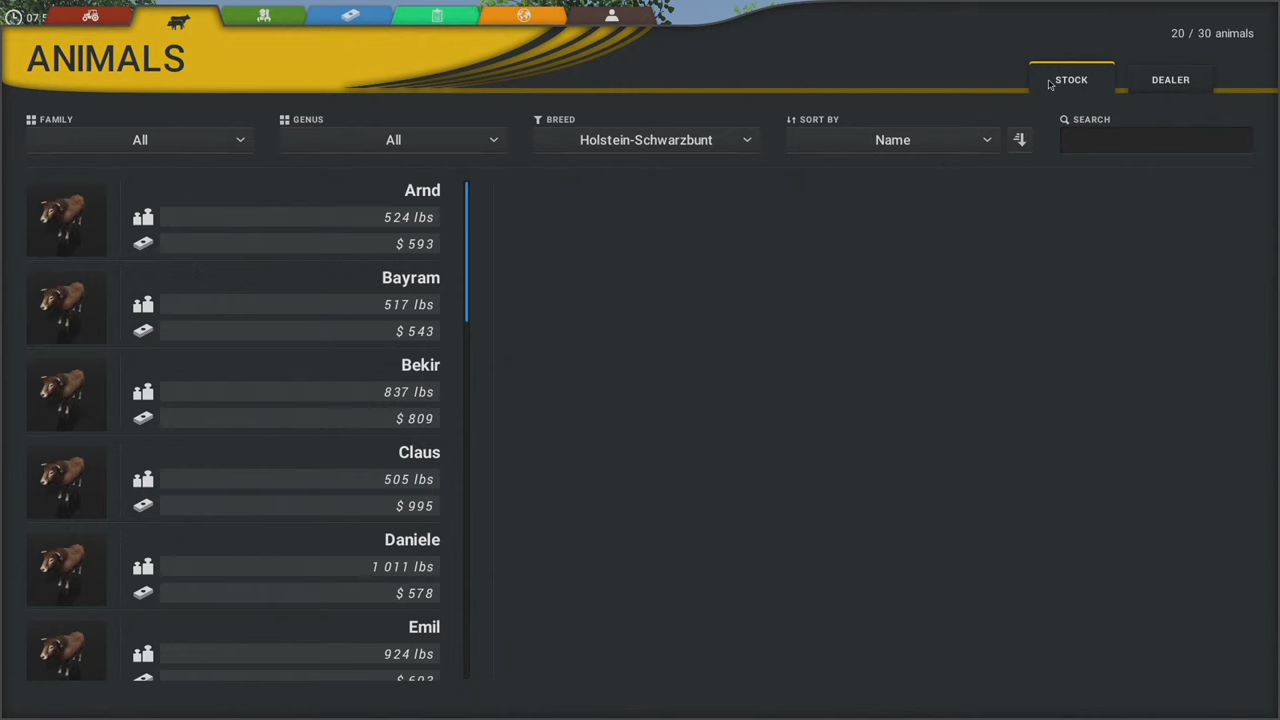 07:5
ANIMALS
20 / 30 animals
STOCK
DEALER
FAMILY
All
GENUS
All
BREED
Holstein-Schwarzbunt
SORT BY
Name
SEARCH
Arnd
524 lbs
$ 593
Bayram
517 lbs
$ 543
Bekir
837 lbs
$ 809
Claus
505 lbs
$ 995
Daniele
1 011 lbs
$ 578
Emil
924 lbs